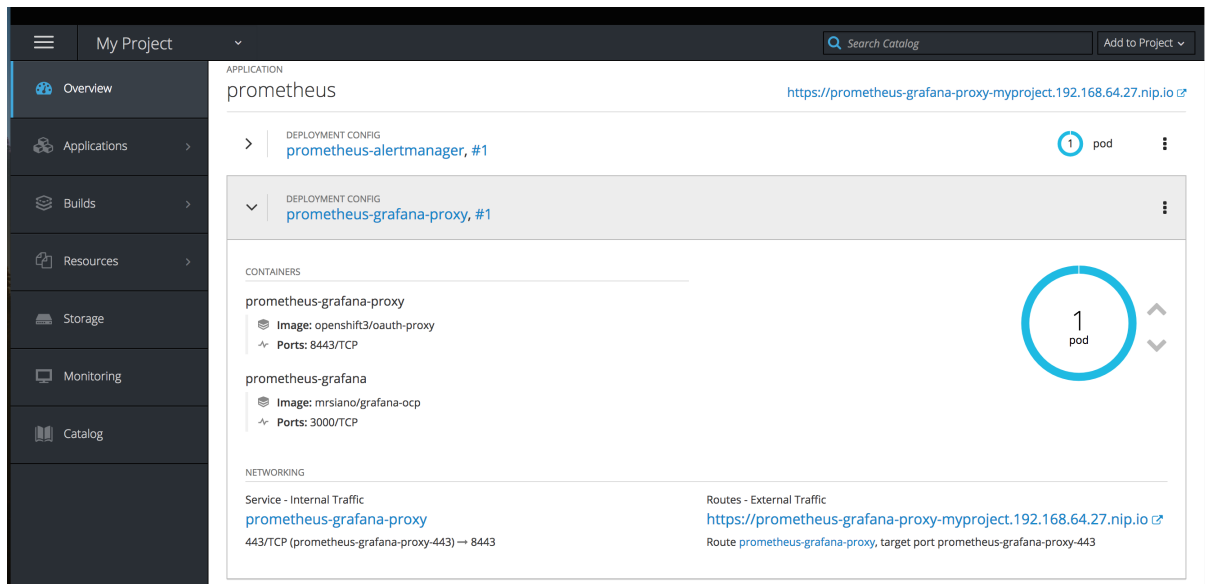 My Project
Search Catalog
Add to Project
Overview
Applications
Builds
Resources
Storage
Monitoring
Catalog
APPLICATION
prometheus
https://prometheus-grafana-proxy-myproject.192.168.64.27.nip.io
DEPLOYMENT CONFIG
prometheus-alertmanager, #1
1 pod
DEPLOYMENT CONFIG
prometheus-grafana-proxy, #1
CONTAINERS
prometheus-grafana-proxy
Image: openshift3/oauth-proxy
Ports: 8443/TCP
prometheus-grafana
Image: mrsiano/grafana-ocp
Ports: 3000/TCP
1
pod
NETWORKING
Service - Internal Traffic
prometheus-grafana-proxy
443/TCP (prometheus-grafana-proxy-443) → 8443
Routes - External Traffic
https://prometheus-grafana-proxy-myproject.192.168.64.27.nip.io
Route prometheus-grafana-proxy, target port prometheus-grafana-proxy-443